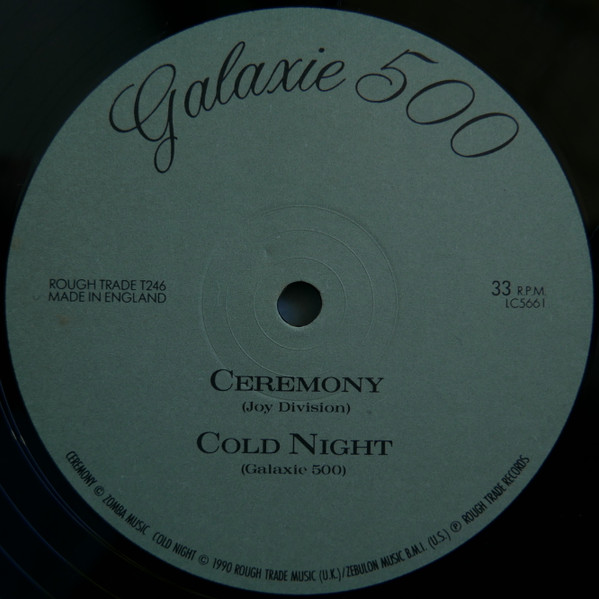 Galaxie 500
ROUGH TRADE T246
MADE IN ENGLAND
33 R.P.M.
LC5661
CEREMONY
(Joy Division)
COLD NIGHT
(Galaxie 500)
CEREMONY © ZOMBA MUSIC COLD NIGHT © 1990 ROUGH TRADE MUSIC (U.K.)/ZEBULON MUSIC B.M.I. (U.S.) ℗ ROUGH TRADE RECORDS